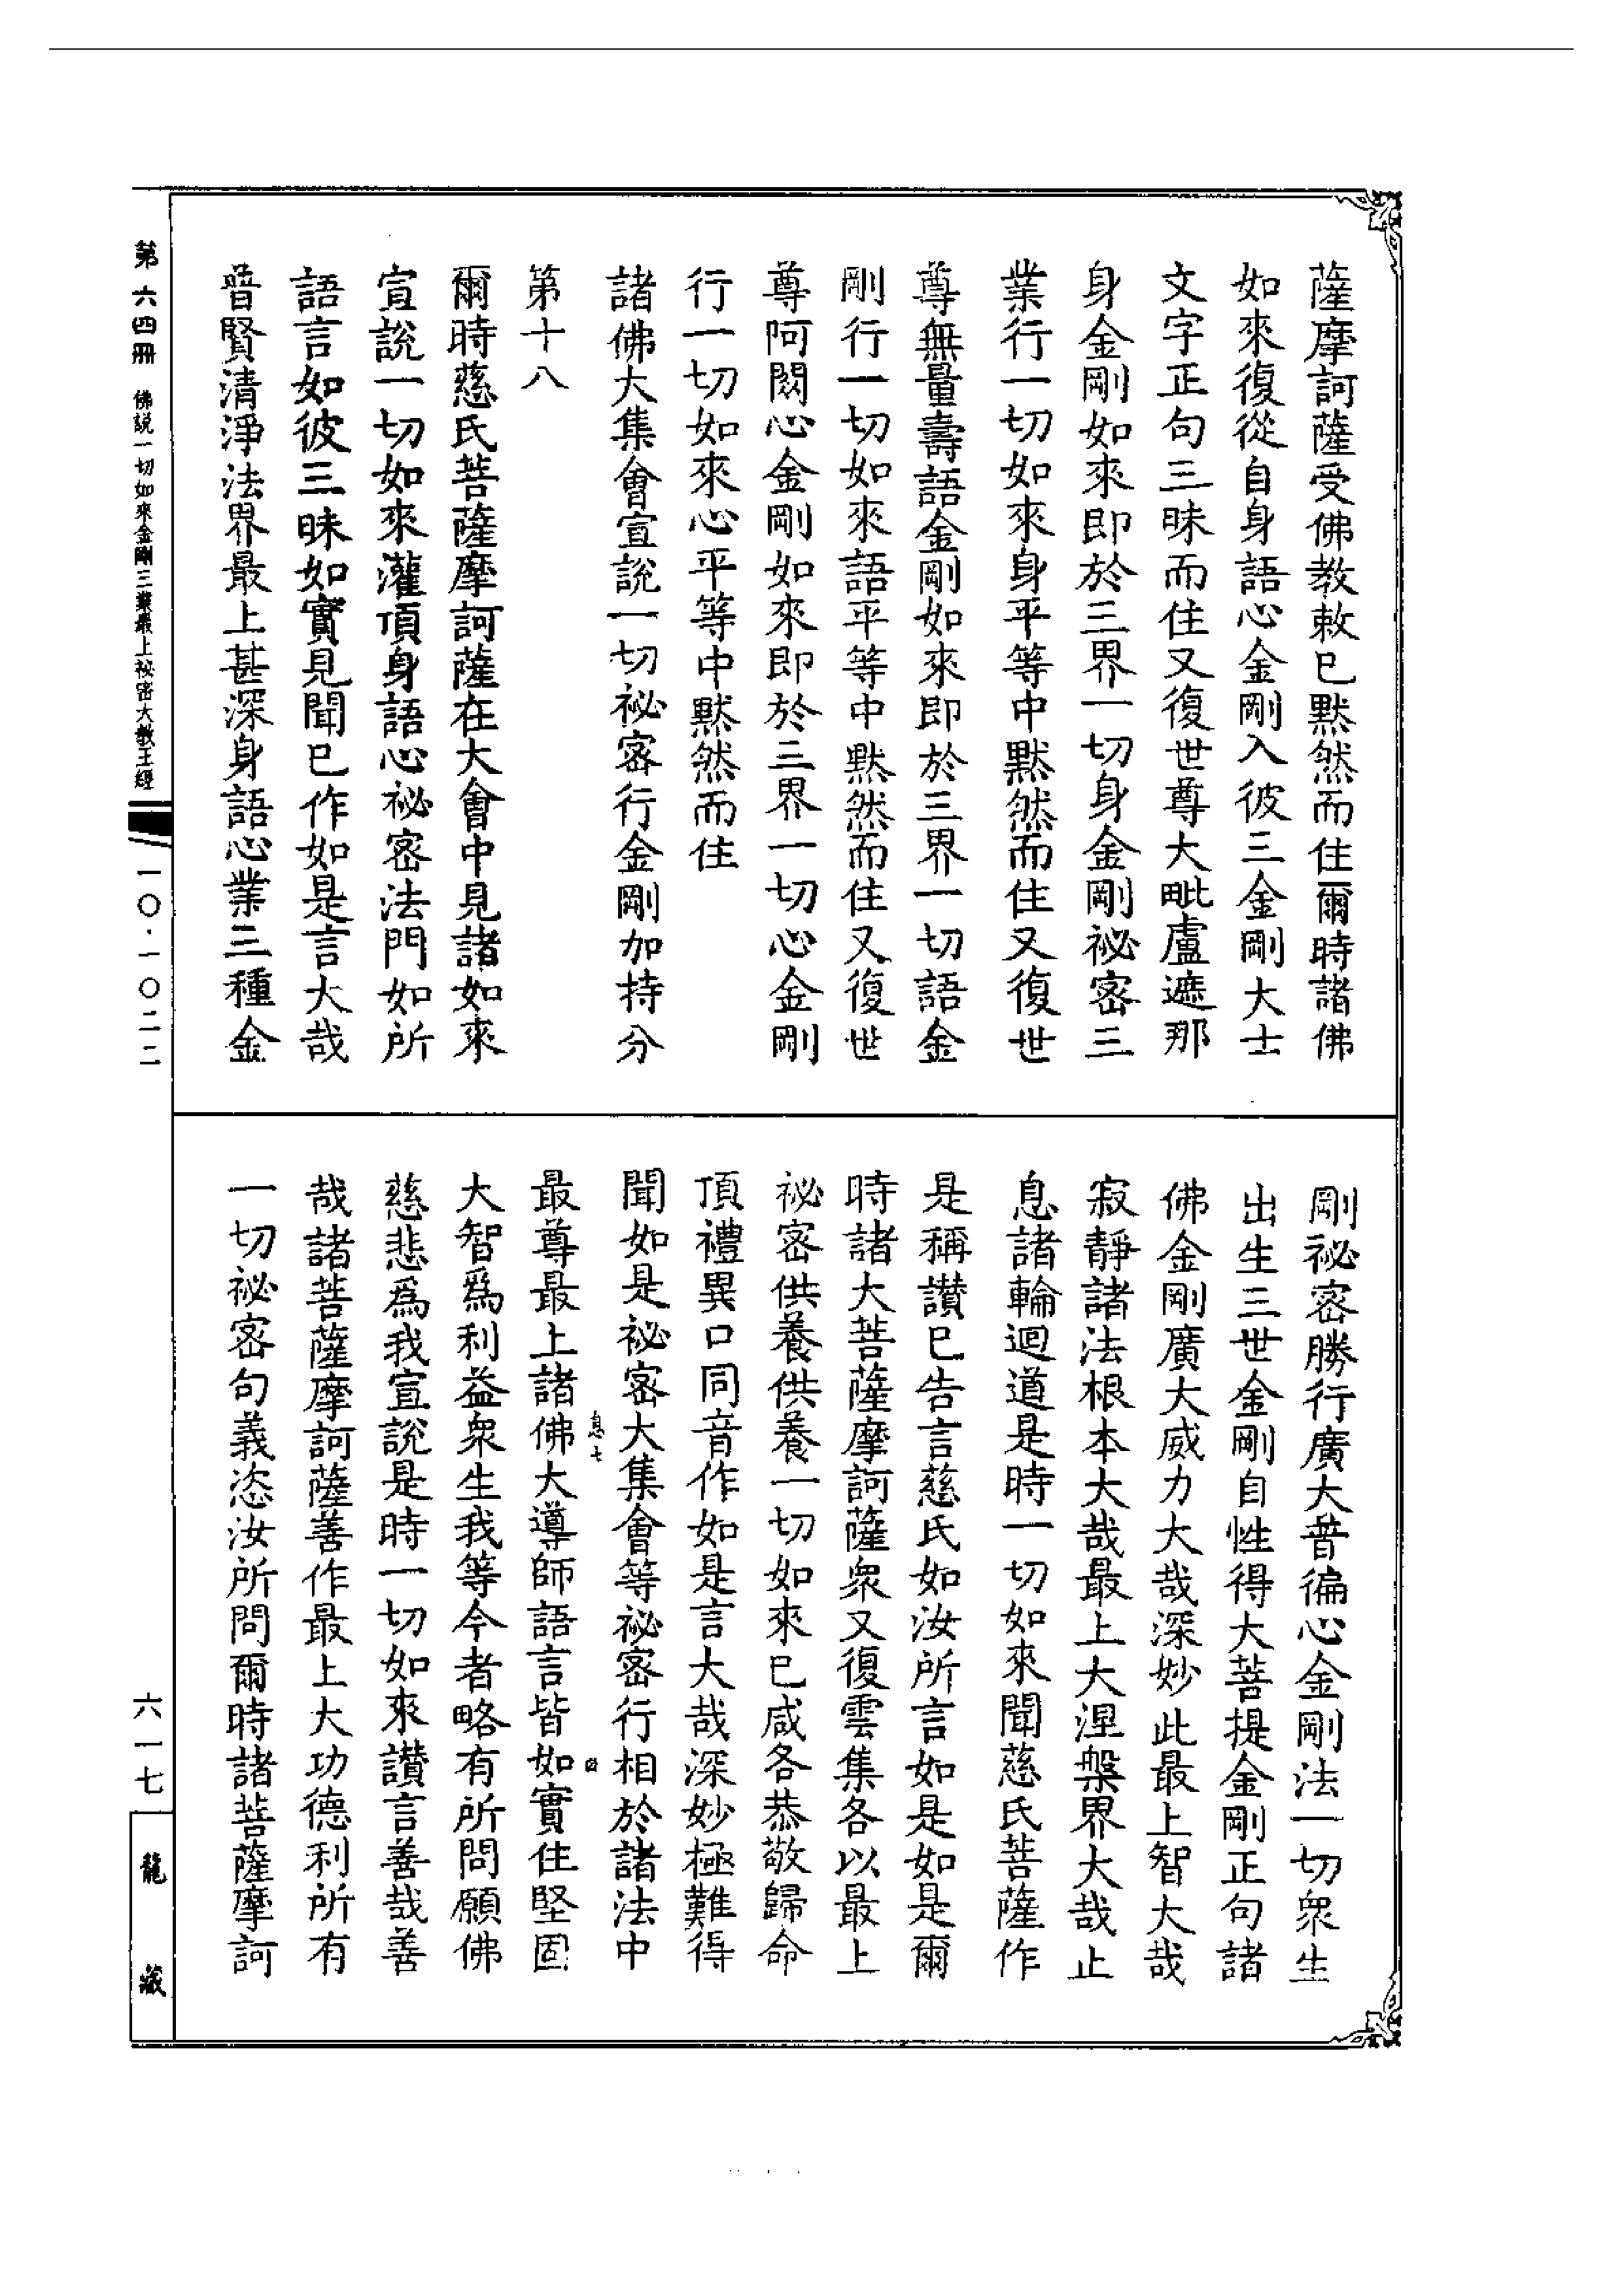 薩摩訶薩受佛教敕已默然而住爾時諸佛
如來復從自身語心金剛入彼三金剛大士
文字正句三昧而住又復世尊大毗盧遮那
身金剛如來即於三界一切身金剛祕密三
業行一切如來身平等中默然而住又復世
尊無量壽語金剛如來即於三界一切語金
剛行一切如來語平等中默然而住又復世
尊阿閦心金剛如來即於三界一切心金剛
行一切如來心平等中默然而住
諸佛大集會宣說一切祕密行金剛加持分
第十八
爾時慈氏菩薩摩訶薩在大會中見諸如來
宣說一切如來灌頂身語心祕密法門如所
語言如彼三昧如實見聞已作如是言大哉
普賢清淨法界最上甚深身語心業三種金
剛祕密勝行廣大普徧心金剛法一切衆生
出生三世金剛自性得大菩提金剛正句諸
佛金剛廣大威力大哉深妙此最上智大哉
寂靜諸法根本大哉最上大涅槃界大哉止
息諸輪迴道是時一切如來聞慈氏菩薩作
是稱讚已告言慈氏如汝所言如是如是爾
時諸大菩薩摩訶薩衆又復雲集各以最上
祕密供養供養一切如來已咸各恭敬歸命
頂禮異口同音作如是言大哉深妙極難得
聞如是祕密大集會等祕密行相於諸法中
息七
最尊最上諸佛大導師語言皆如實住堅固
大智爲利益衆生我等今者略有所問願佛
慈悲爲我宣說是時一切如來讚言善哉善
哉諸菩薩摩訶薩善作最上大功德利所有
一切祕密句義恣汝所問爾時諸菩薩摩訶
第六四冊 佛説一切如來金剛三業最上祕密大教王經 一〇·一〇二二
六一七
龍藏